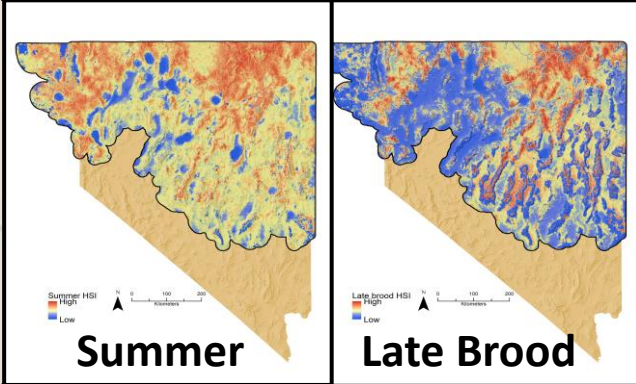 Summer HSI
High
Low
N
0 100 200
Kilometers
Summer
Late brood HSI
High
Low
N
0 100 200
Kilometers
Late Brood